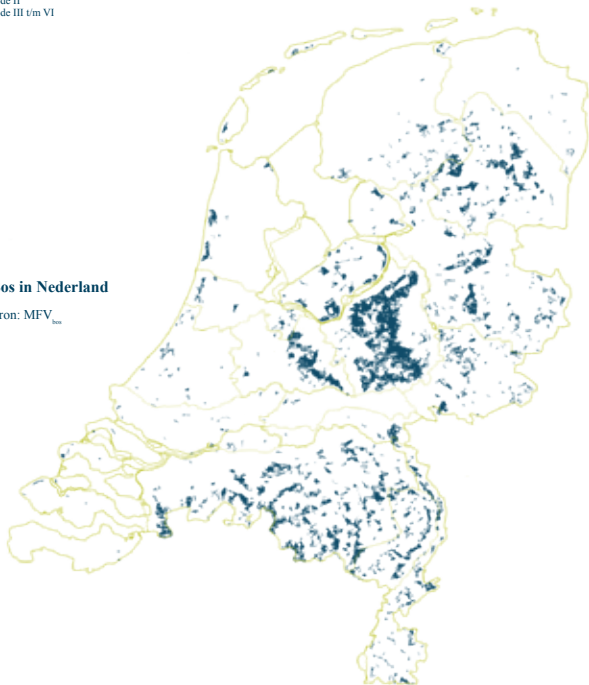 de II
de III t/m VI
os in Nederland
ron: MFV bos